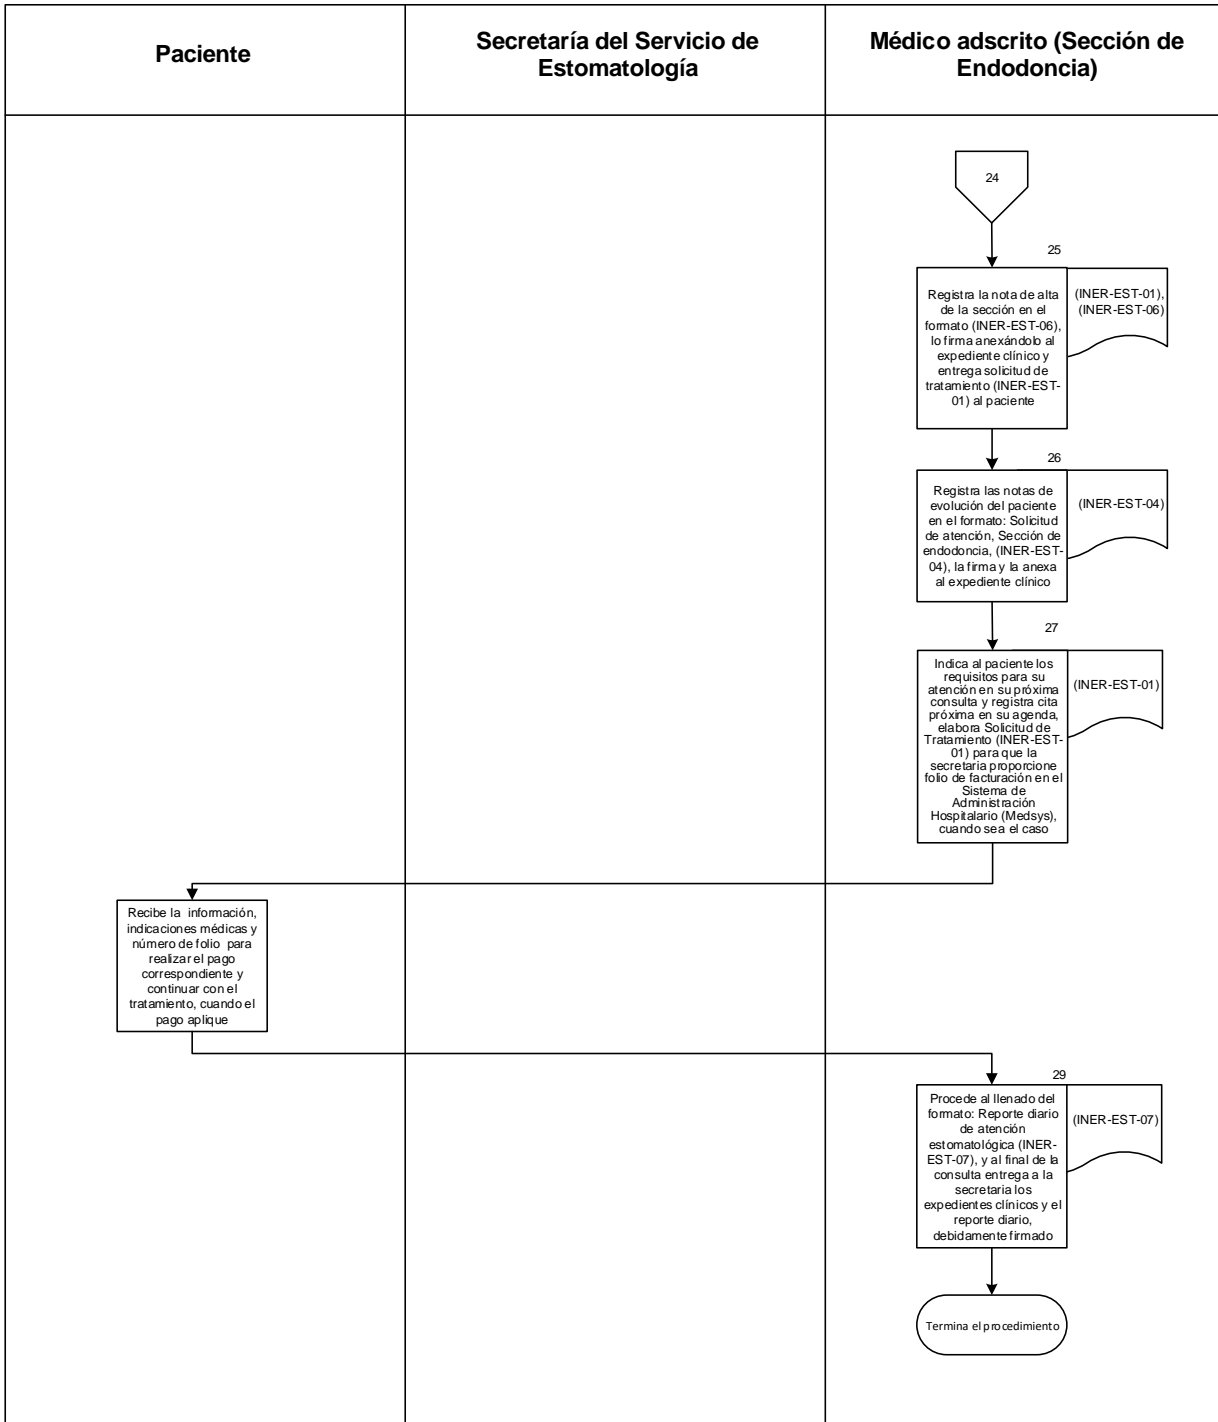 Paciente
Secretaría del Servicio de
Estomatología
Médico adscrito (Sección de
Endodoncia)
24
25
Registra la nota de alta
de la sección en el
formato (INER-EST-06),
lo firma anexándolo al
expediente clínico y
entrega solicitud de
tratamiento (INER-EST-
01) al paciente
(INER-EST-01),
(INER-EST-06)
26
Registra las notas de
evolución del paciente
en el formato: Solicitud
de atención, Sección de
endodoncia, (INER-EST-
04), la firma y la anexa
al expediente clínico
(INER-EST-04)
27
Indica al paciente los
requisitos para su
atención en su próxima
consulta y registra cita
próxima en su agenda,
elabora Solicitud de
Tratamiento (INER-EST-
01) para que la
secretaria proporcione
folio de facturación en el
Sistema de
Administración
Hospitalario (Medsys),
cuando sea el caso
(INER-EST-01)
Recibe la información,
indicaciones médicas y
número de folio para
realizar el pago
correspondiente y
continuar con el
tratamiento, cuando el
pago aplique
29
Procede al llenado del
formato: Reporte diario
de atención
estomatológica (INER-
EST-07), y al final de la
consulta entrega a la
secretaria los
expedientes clínicos y el
reporte diario,
debidamente firmado
(INER-EST-07)
Termina el procedimiento